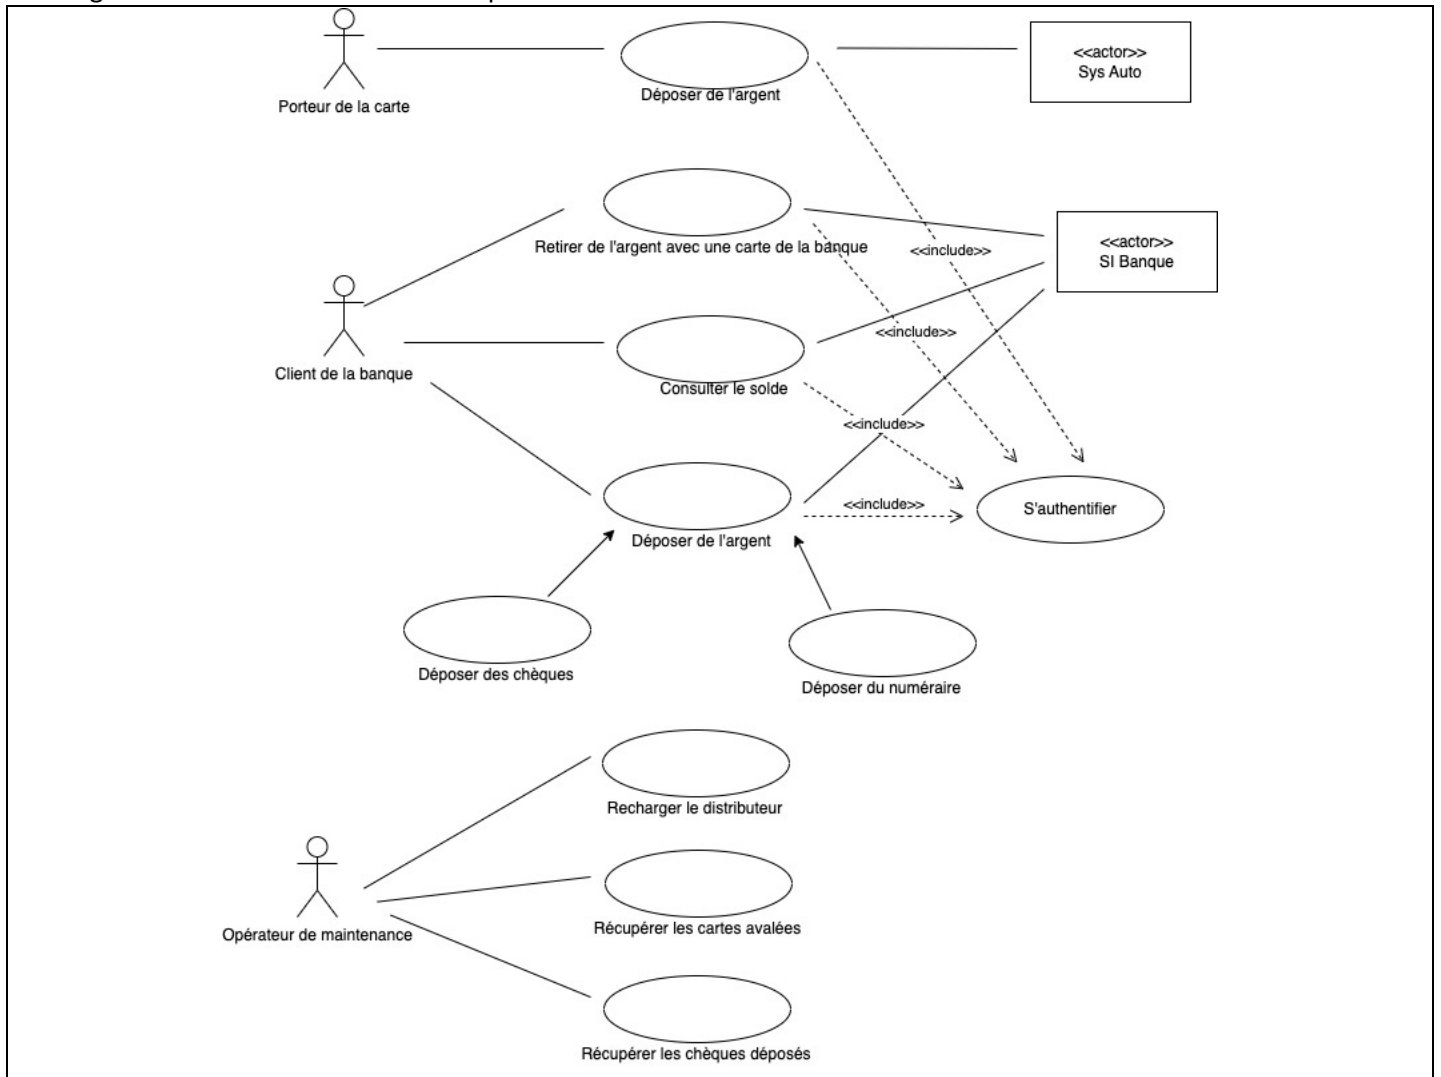 <<actor>>
Sys Auto
Porteur de la carte
Déposer de l'argent
Retirer de l'argent avec une carte de la banque
<<include>>
<<actor>>
SI Banque
<<include>>
Client de la banque
Consulter le solde
<<include>>
<<include>>
S'authentifier
Déposer de l'argent
Déposer des chèques
Déposer du numéraire
Recharger le distributeur
Opérateur de maintenance
Récupérer les cartes avalées
Récupérer les chèques déposés